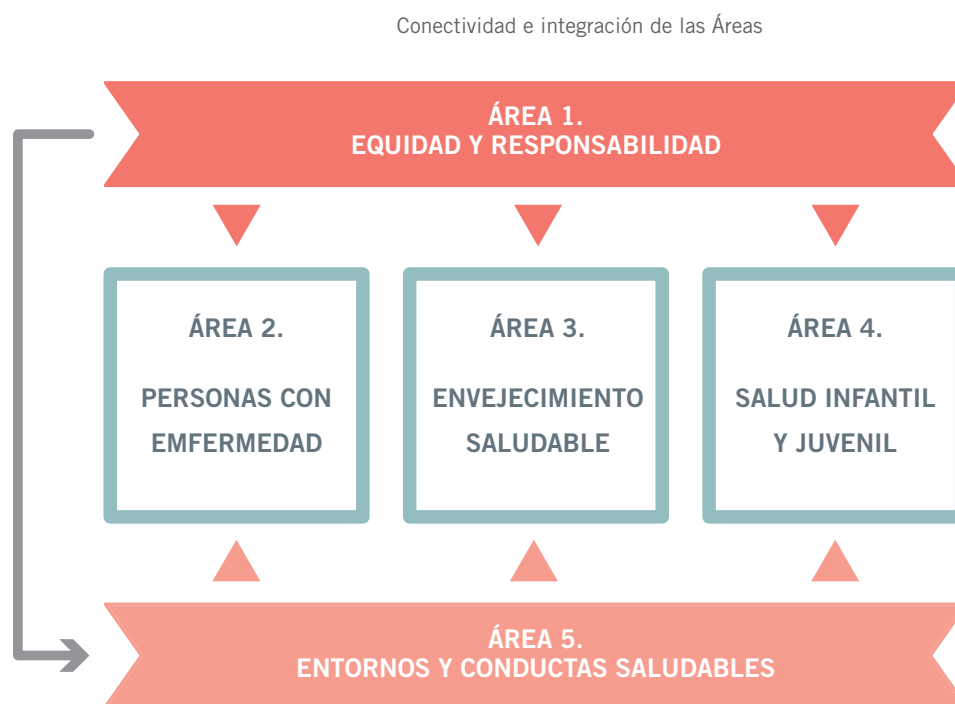 Conectividad e integración de las Áreas
ÁREA 1.
EQUIDAD Y RESPONSABILIDAD
ÁREA 2.
PERSONAS CON
EMFERMEDAD
ÁREA 3.
ENVEJECIMIENTO
SALUDABLE
ÁREA 4.
SALUD INFANTIL
Y JUVENIL
ÁREA 5.
ENTORNOS Y CONDUCTAS SALUDABLES